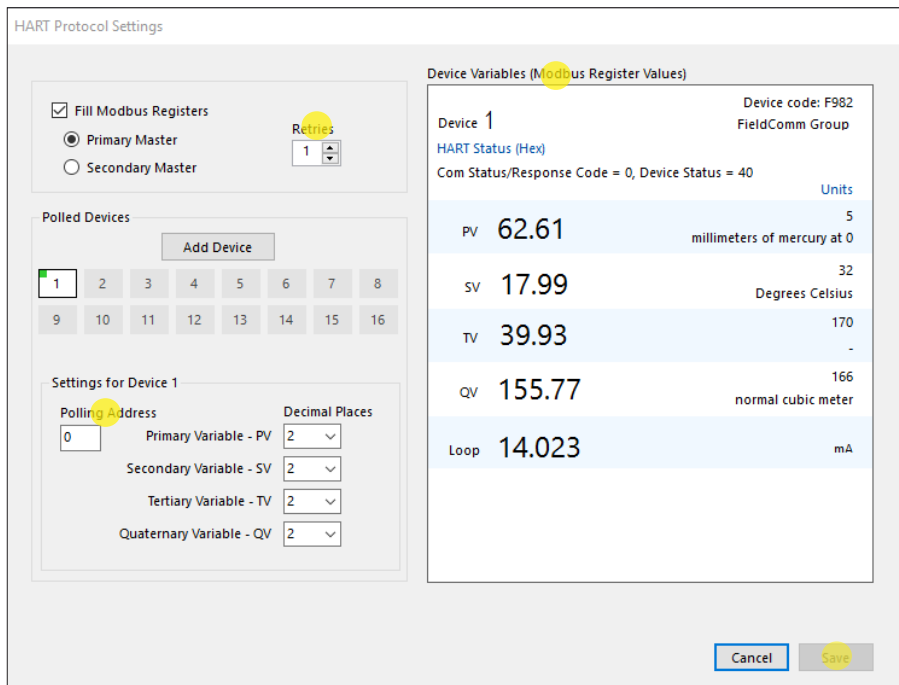 HART Protocol Settings
Fill Modbus Registers
Primary Master
Secondary Master
Retries
1
Polled Devices
Add Device
1 2 3 4 5 6 7 8
9 10 11 12 13 14 15 16
Settings for Device 1
Polling Address
Decimal Places
0
Primary Variable - PV 2
Secondary Variable - SV 2
Tertiary Variable - TV 2
Quaternary Variable - QV 2
Device Variables (Modbus Register Values)
Device 1
Device code: F982
FieldComm Group
HART Status (Hex)
Com Status/Response Code = 0, Device Status = 40
Units
PV 62.61
5
millimeters of mercury at 0
SV 17.99
32
Degrees Celsius
TV 39.93
170
-
QV 155.77
166
normal cubic meter
Loop 14.023 mA
Cancel
Save